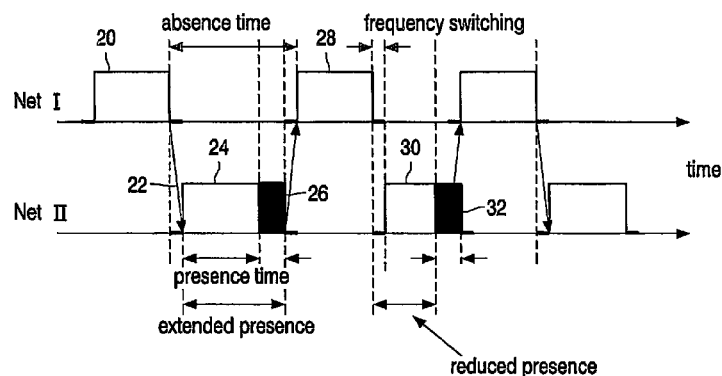 absence time
frequency switching
20
28
Net I
24
30
time
22
26
32
Net II
presence time
extended presence
reduced presence